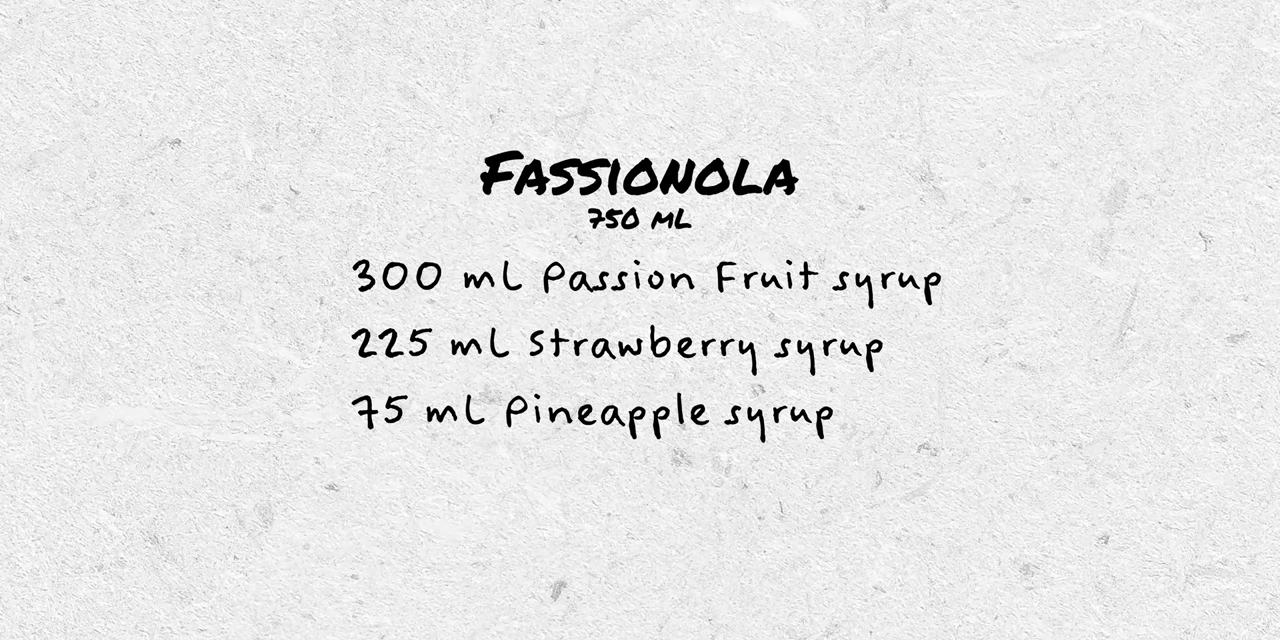 Fassionola
750 mL
300 ml Passion Fruit syrup
225 ml Strawberry syrup
75 ml Pineapple syrup